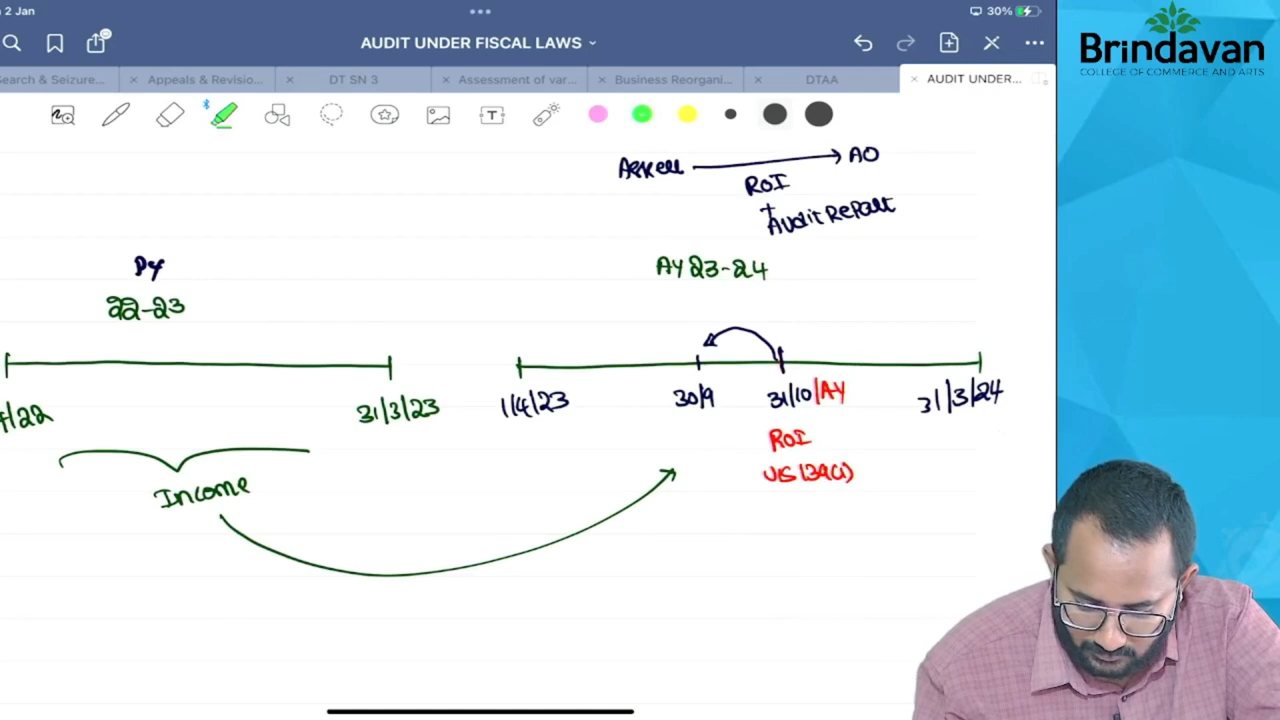 2 Jan
30%
AUDIT UNDER FISCAL LAWS
earch & Seizure...
Appeals & Revisio...
DT SN 3
Assessment of var...
Business Reorgani...
DTAA
AUDIT UNDER...
Brindavan
COLLEGE OF COMMERCE AND ARTS
AO
ROI
+
Audit Report
PY
22-23
AY 23-24
/22
31/3/23
1/4/23
30/9
31/10/AY
31/3/24
ROI
U/S 139(1)
Income